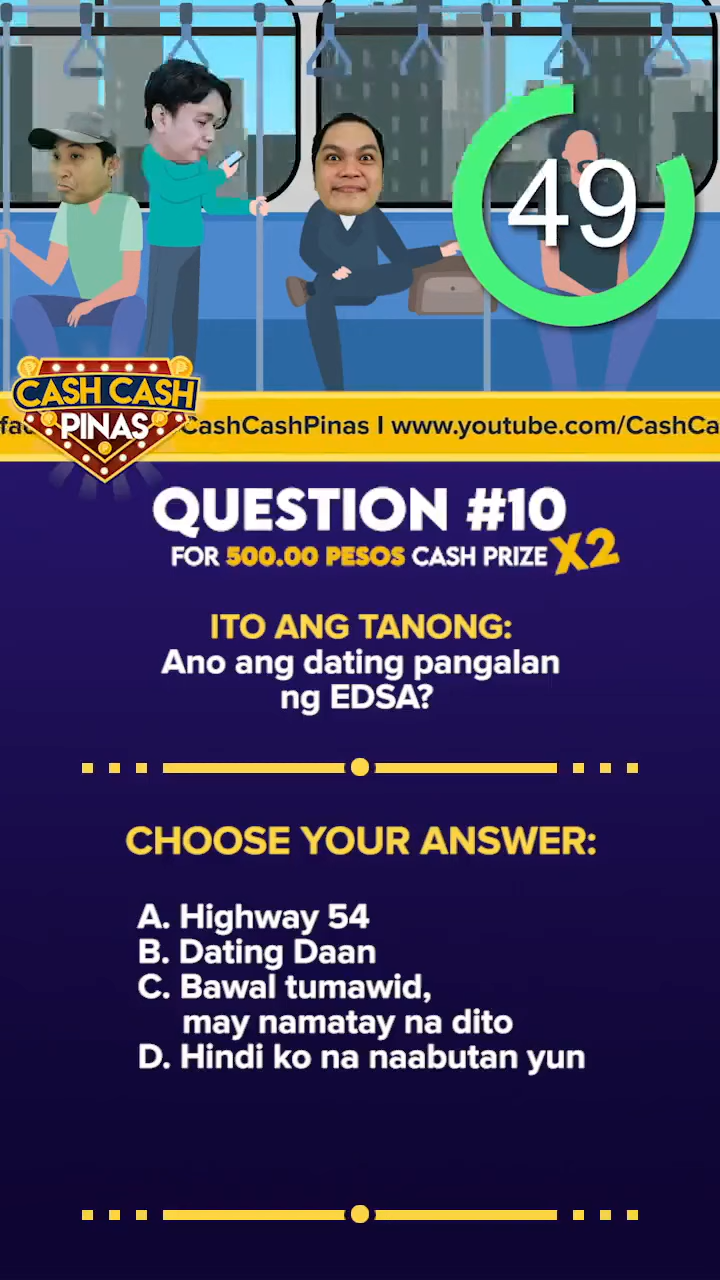 49
CASH CASH
PINAS
CashCashPinas I www.youtube.com/CashCa
QUESTION #10
FOR 500.00 PESOS CASH PRIZE X2
ITO ANG TANONG:
Ano ang dating pangalan
ng EDSA?
CHOOSE YOUR ANSWER:
A. Highway 54
B. Dating Daan
C. Bawal tumawid,
may namatay na dito
D. Hindi ko na naabutan yun